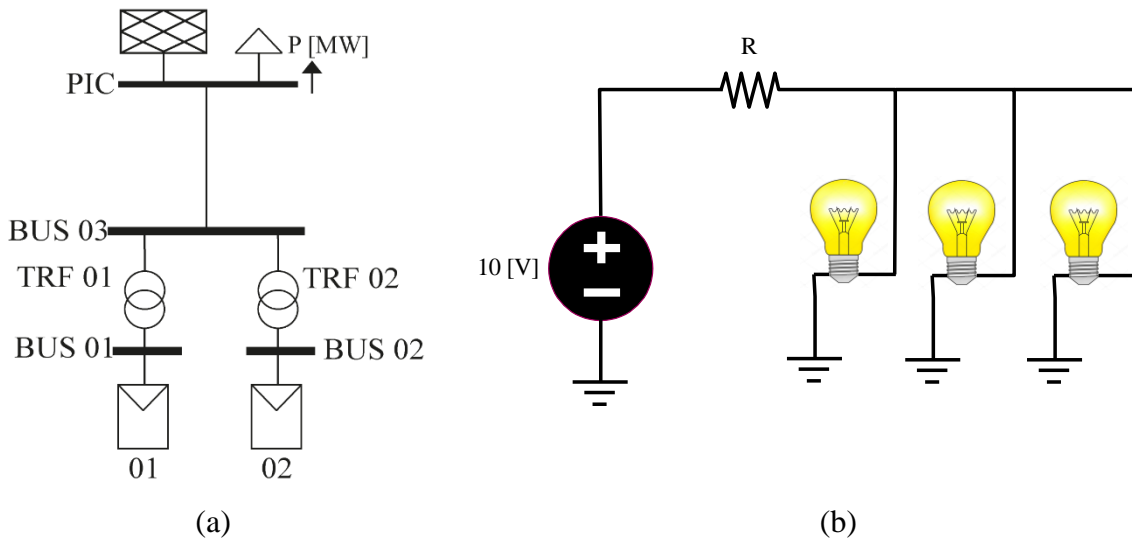 P [MW]
PIC
BUS 03
TRF 01
TRF 02
BUS 01
BUS 02
01
02
(a)
R
10 [V]
(b)